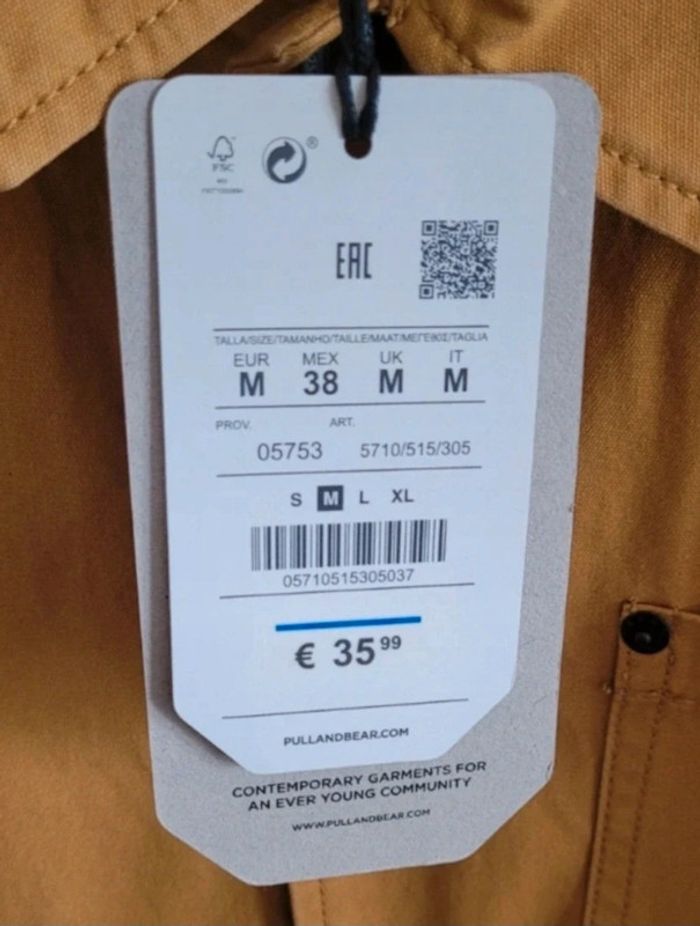 FSC
®
EAC
TALLA/SIZE/TAMANHO/TAILLE/MAAT/ΜΕΓΕΘΟΣ/TAGLIA
EUR MEX UK IT
M 38 M M
PROV. ART.
05753 5710/515/305
S M L XL
05710515305037
€ 35 99
PULLANDBEAR.COM
CONTEMPORARY GARMENTS FOR
AN EVER YOUNG COMMUNITY
WWW.PULLANDBEAR.COM